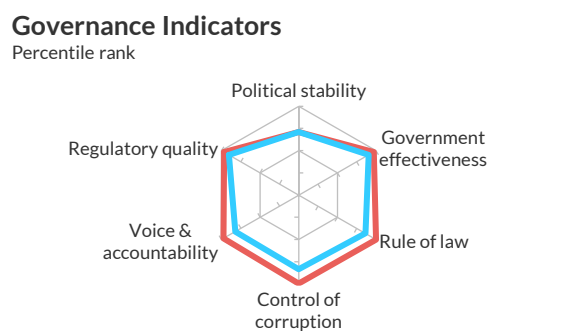 Governance Indicators
Percentile rank
Political stability
Regulatory quality
Government
effectiveness
Voice &
accountability
Rule of law
Control of
corruption